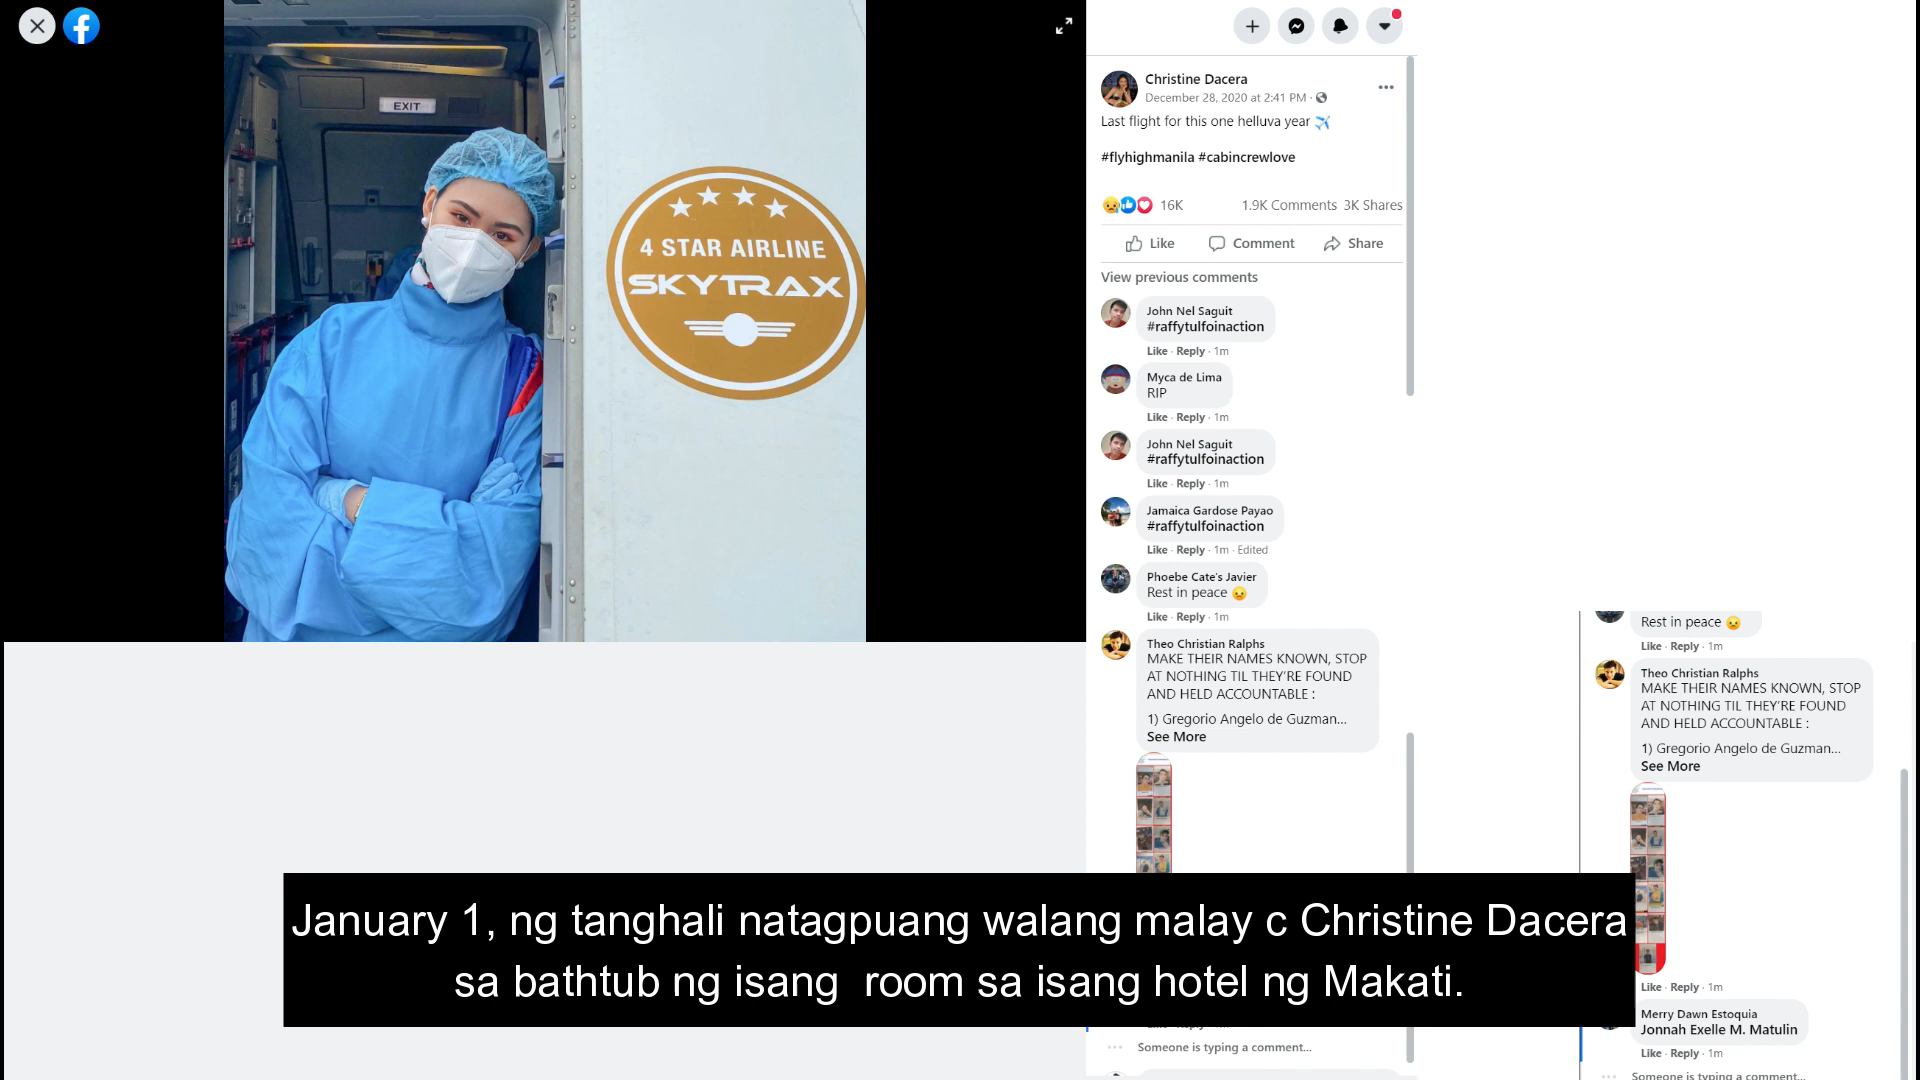 EXIT
4 STAR AIRLINE
SKYTRAX
Christine Dacera
December 28, 2020 at 2:41 PM ·
Last flight for this one helluva year ✈️
#flyhighmanila #cabincrewlove
16K 1.9K Comments 3K Shares
Like Comment Share
View previous comments
John Nel Saguit
#raffytulfoinaction
Like · Reply · 1m
Myca de Lima
RIP
Like · Reply · 1m
John Nel Saguit
#raffytulfoinaction
Like · Reply · 1m
Jamaica Gardose Payao
#raffytulfoinaction
Like · Reply · 1m · Edited
Phoebe Cate's Javier
Rest in peace 😣
Like · Reply · 1m
Theo Christian Ralphs
MAKE THEIR NAMES KNOWN, STOP
AT NOTHING TIL THEY'RE FOUND
AND HELD ACCOUNTABLE :
1) Gregorio Angelo de Guzman...
See More
Someone is typing a comment...
Rest in peace 😣
Like · Reply · 1m
Theo Christian Ralphs
MAKE THEIR NAMES KNOWN, STOP
AT NOTHING TIL THEY'RE FOUND
AND HELD ACCOUNTABLE :
1) Gregorio Angelo de Guzman...
See More
Like · Reply · 1m
Merry Dawn Estoquia
Jonnah Exelle M. Matulin
Like · Reply · 1m
Someone is typing a comment...
January 1, ng tanghali natagpuang walang malay c Christine Dacera
sa bathtub ng isang room sa isang hotel ng Makati.